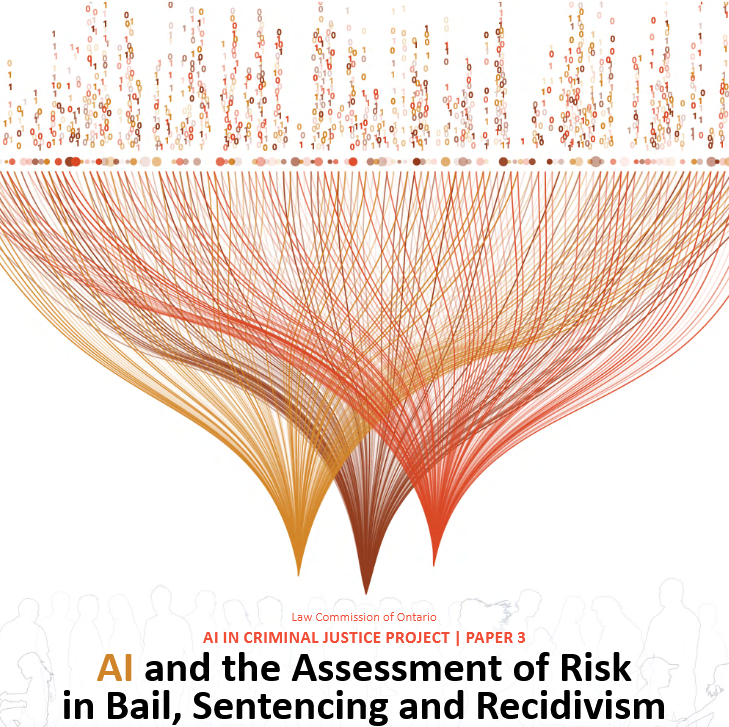 Law Commission of Ontario
AI IN CRIMINAL JUSTICE PROJECT | PAPER 3
AI and the Assessment of Risk
in Bail, Sentencing and Recidivism